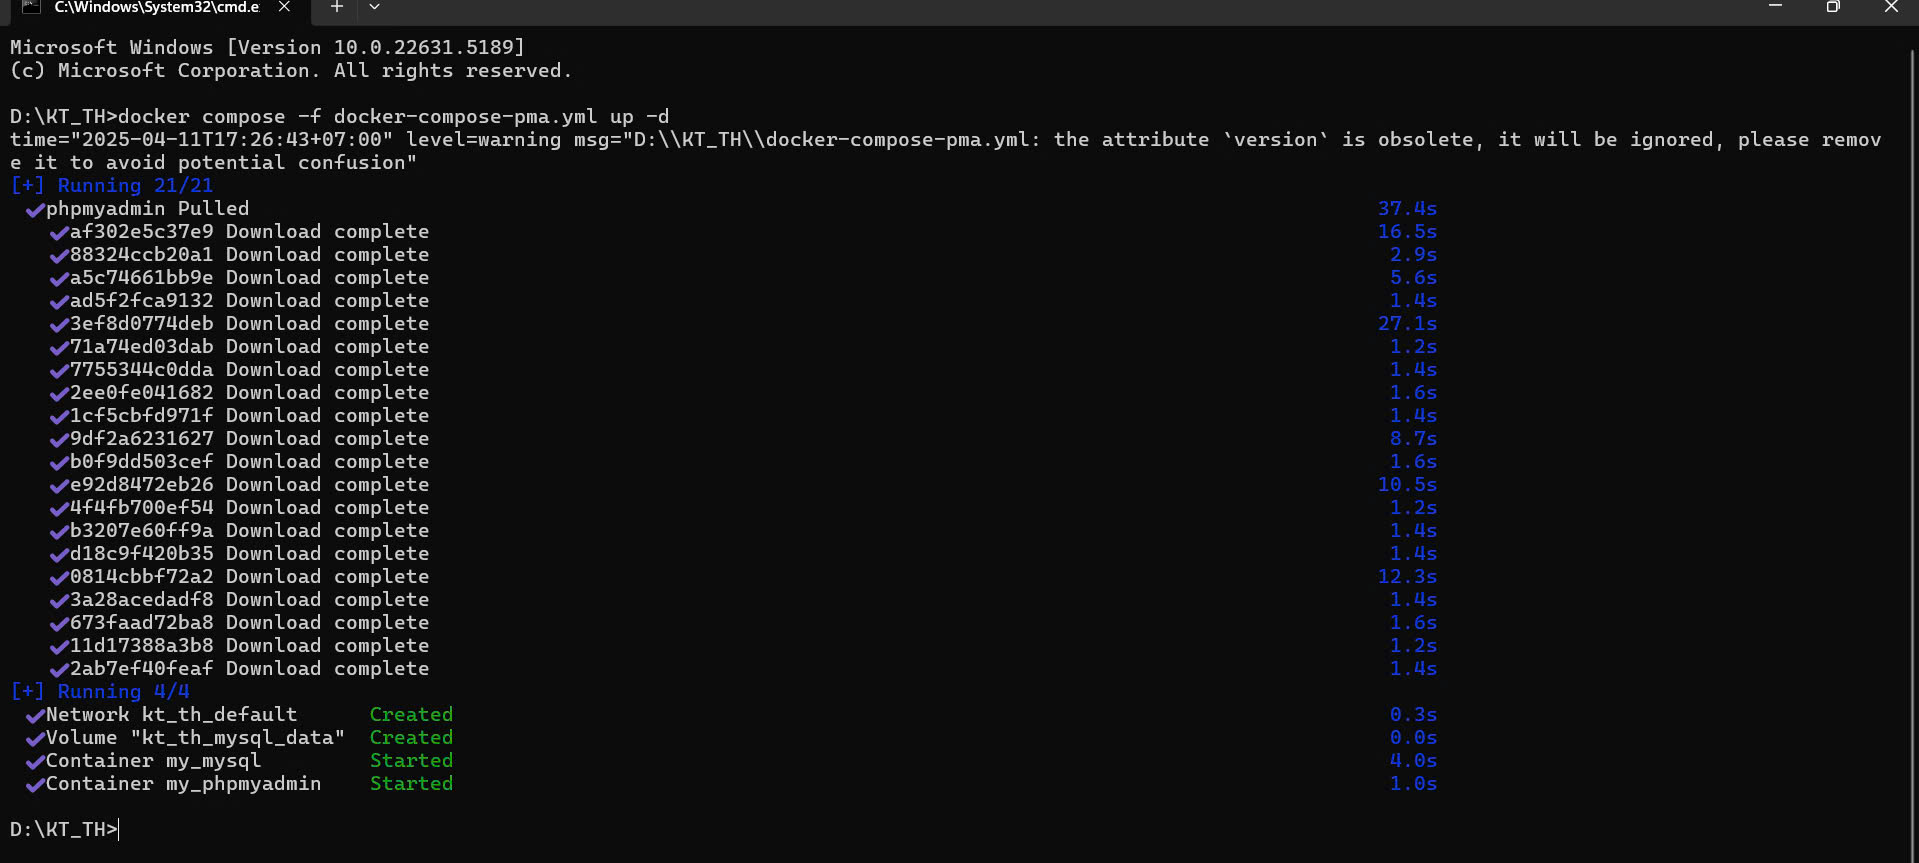 C:\Windows\System32\cmd.e
Microsoft Windows [Version 10.0.22631.5189]
(c) Microsoft Corporation. All rights reserved.
D:\KT_TH>docker compose -f docker-compose-pma.yml up -d
time="2025-04-11T17:26:43+07:00" level=warning msg="D:\\KT_TH\\docker-compose-pma.yml: the attribute `version` is obsolete, it will be ignored, please remov
e it to avoid potential confusion"
[+] Running 21/21
✔phpmyadmin Pulled 37.4s
✔af302e5c37e9 Download complete 16.5s
✔88324ccb20a1 Download complete 2.9s
✔a5c74661bb9e Download complete 5.6s
✔ad5f2fca9132 Download complete 1.4s
✔3ef8d0774deb Download complete 27.1s
✔71a74ed03dab Download complete 1.2s
✔7755344c0dda Download complete 1.4s
✔2ee0fe041682 Download complete 1.6s
✔1cf5cbfd971f Download complete 1.4s
✔9df2a6231627 Download complete 8.7s
✔b0f9dd503cef Download complete 1.6s
✔e92d8472eb26 Download complete 10.5s
✔4f4fb700ef54 Download complete 1.2s
✔b3207e60ff9a Download complete 1.4s
✔d18c9f420b35 Download complete 1.4s
✔0814cbbf72a2 Download complete 12.3s
✔3a28acedadf8 Download complete 1.4s
✔673faad72ba8 Download complete 1.6s
✔11d17388a3b8 Download complete 1.2s
✔2ab7ef40feaf Download complete 1.4s
[+] Running 4/4
✔Network kt_th_default Created 0.3s
✔Volume "kt_th_mysql_data" Created 0.0s
✔Container my_mysql Started 4.0s
✔Container my_phpmyadmin Started 1.0s
D:\KT_TH>